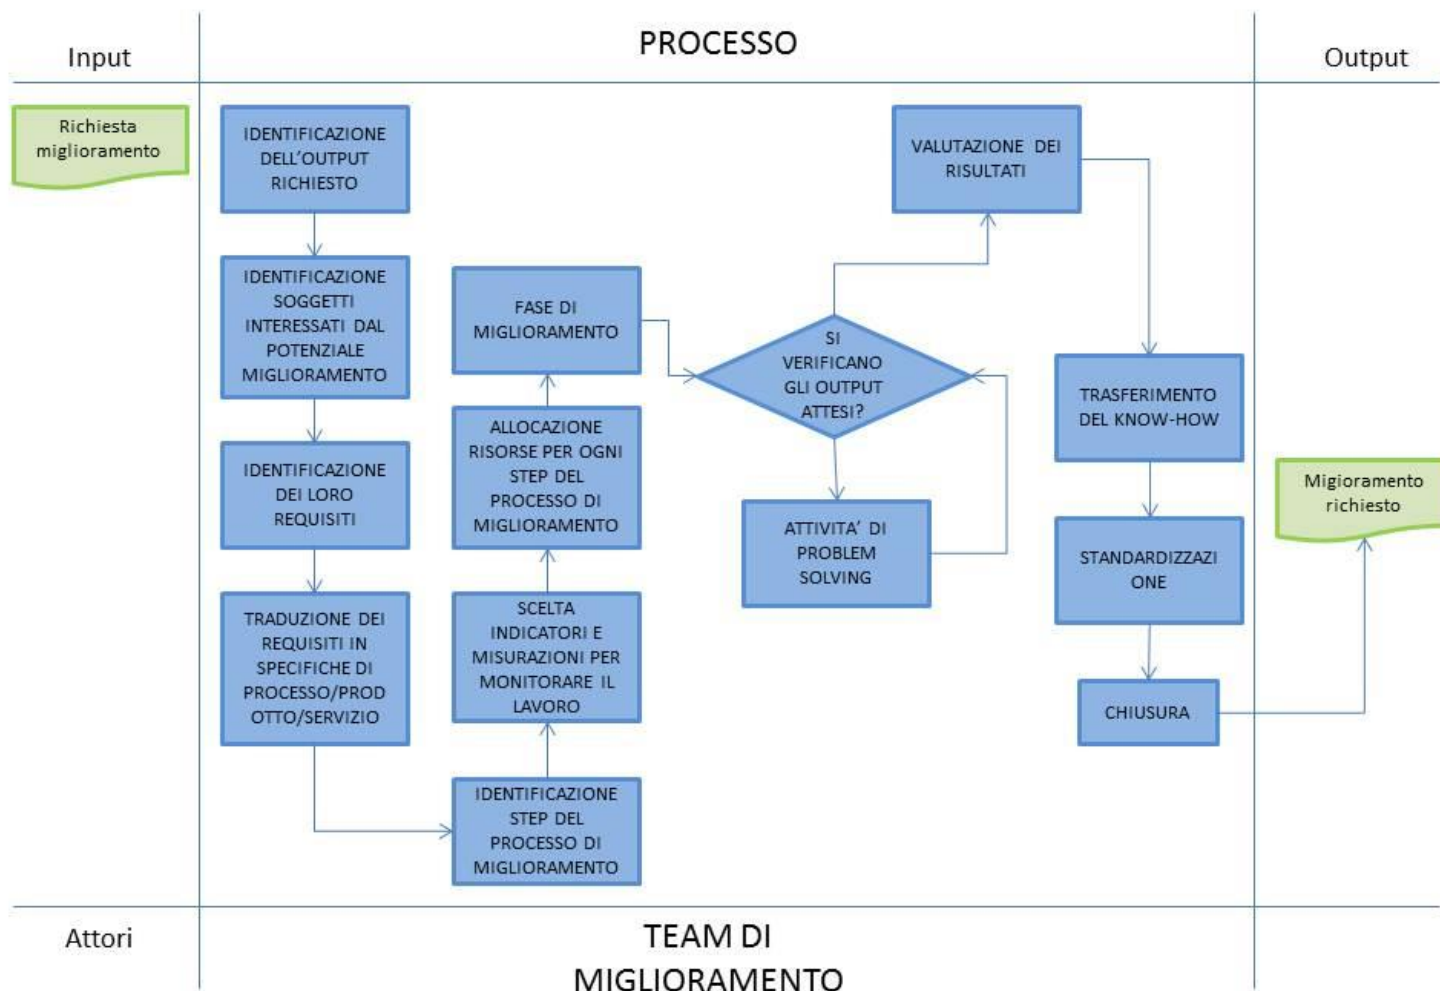 Input
PROCESSO
Output
Richiesta
miglioramento
IDENTIFICAZIONE
DELL'OUTPUT
RICHIESTO
IDENTIFICAZIONE
SOGGETTI
INTERESSATI DAL
POTENZIALE
MIGLIORAMENTO
IDENTIFICAZIONE
DEI LORO
REQUISITI
TRADUZIONE DEI
REQUISITI IN
SPECIFICHE DI
PROCESSO/PROD
OTTO/SERVIZIO
IDENTIFICAZIONE
STEP DEL
PROCESSO DI
MIGLIORAMENTO
SCELTA
INDICATORI E
MISURAZIONI PER
MONITORARE IL
LAVORO
ALLOCAZIONE
RISORSE PER OGNI
STEP DEL
PROCESSO DI
MIGLIORAMENTO
FASE DI
MIGLIORAMENTO
SI
VERIFICANO
GLI OUTPUT
ATTESI?
ATTIVITA' DI
PROBLEM
SOLVING
VALUTAZIONE DEI
RISULTATI
TRASFERIMENTO
DEL KNOW-HOW
STANDARDIZZAZI
ONE
CHIUSURA
Migioramento
richiesto
Attori
TEAM DI
MIGLIORAMENTO